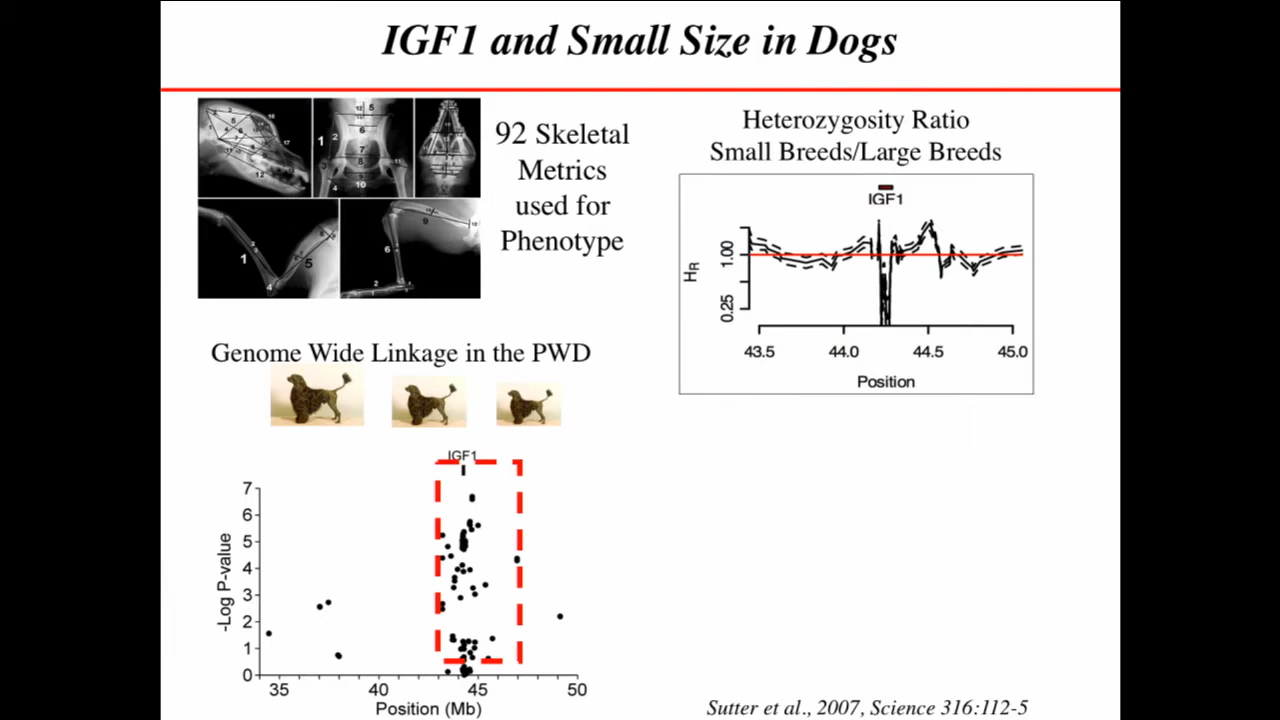 IGF1 and Small Size in Dogs
92 Skeletal
Metrics
used for
Phenotype
Heterozygosity Ratio
Small Breeds/Large Breeds
IGF1
HR
1.00
0.25
43.5 44.0 44.5 45.0
Position
Genome Wide Linkage in the PWD
IGF1
-Log P-value
7
6
5
4
3
2
1
0
35 40 45 50
Position (Mb)
Sutter et al., 2007, Science 316:112-5